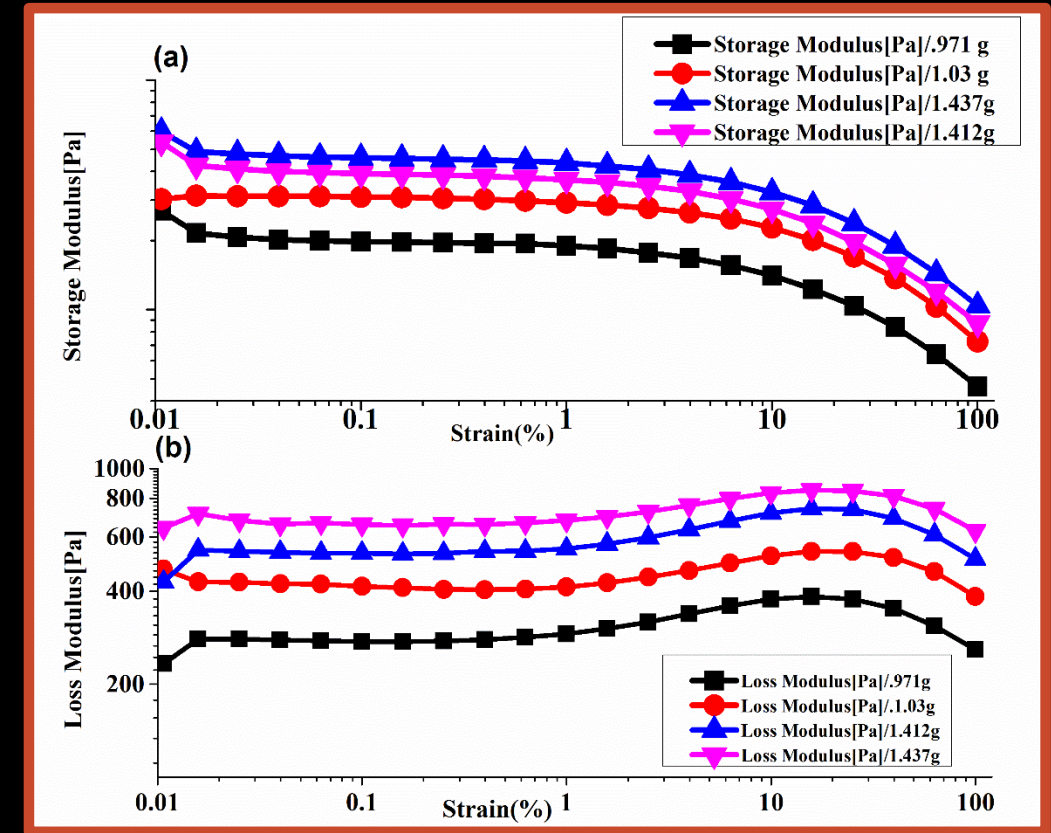 (a)
Storage Modulus[Pa]/.971 g
Storage Modulus[Pa]/1.03 g
Storage Modulus[Pa]/1.437g
Storage Modulus[Pa]/1.412g
Storage Modulus[Pa]
0.01 0.1 1 10 100
Strain(%)
(b)
1000
800
600
400
200
Loss Modulus[Pa]
Loss Modulus[Pa]/.971g
Loss Modulus[Pa]/.1.03g
Loss Modulus[Pa]/1.412g
Loss Modulus[Pa]/1.437g
0.01 0.1 1 10 100
Strain(%)